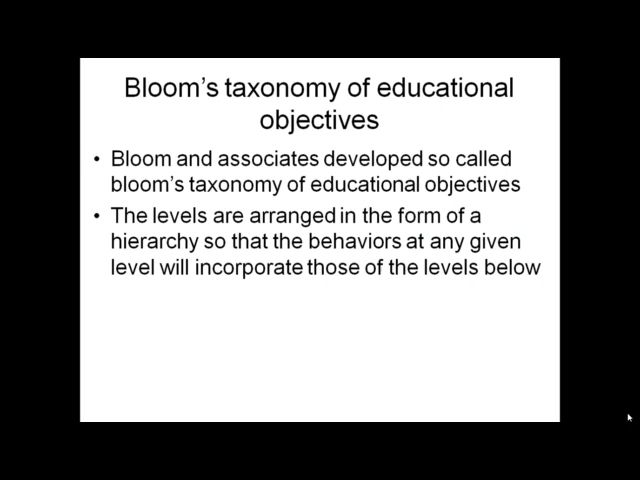 Bloom's taxonomy of educational
objectives
• Bloom and associates developed so called
bloom's taxonomy of educational objectives
• The levels are arranged in the form of a
hierarchy so that the behaviors at any given
level will incorporate those of the levels below